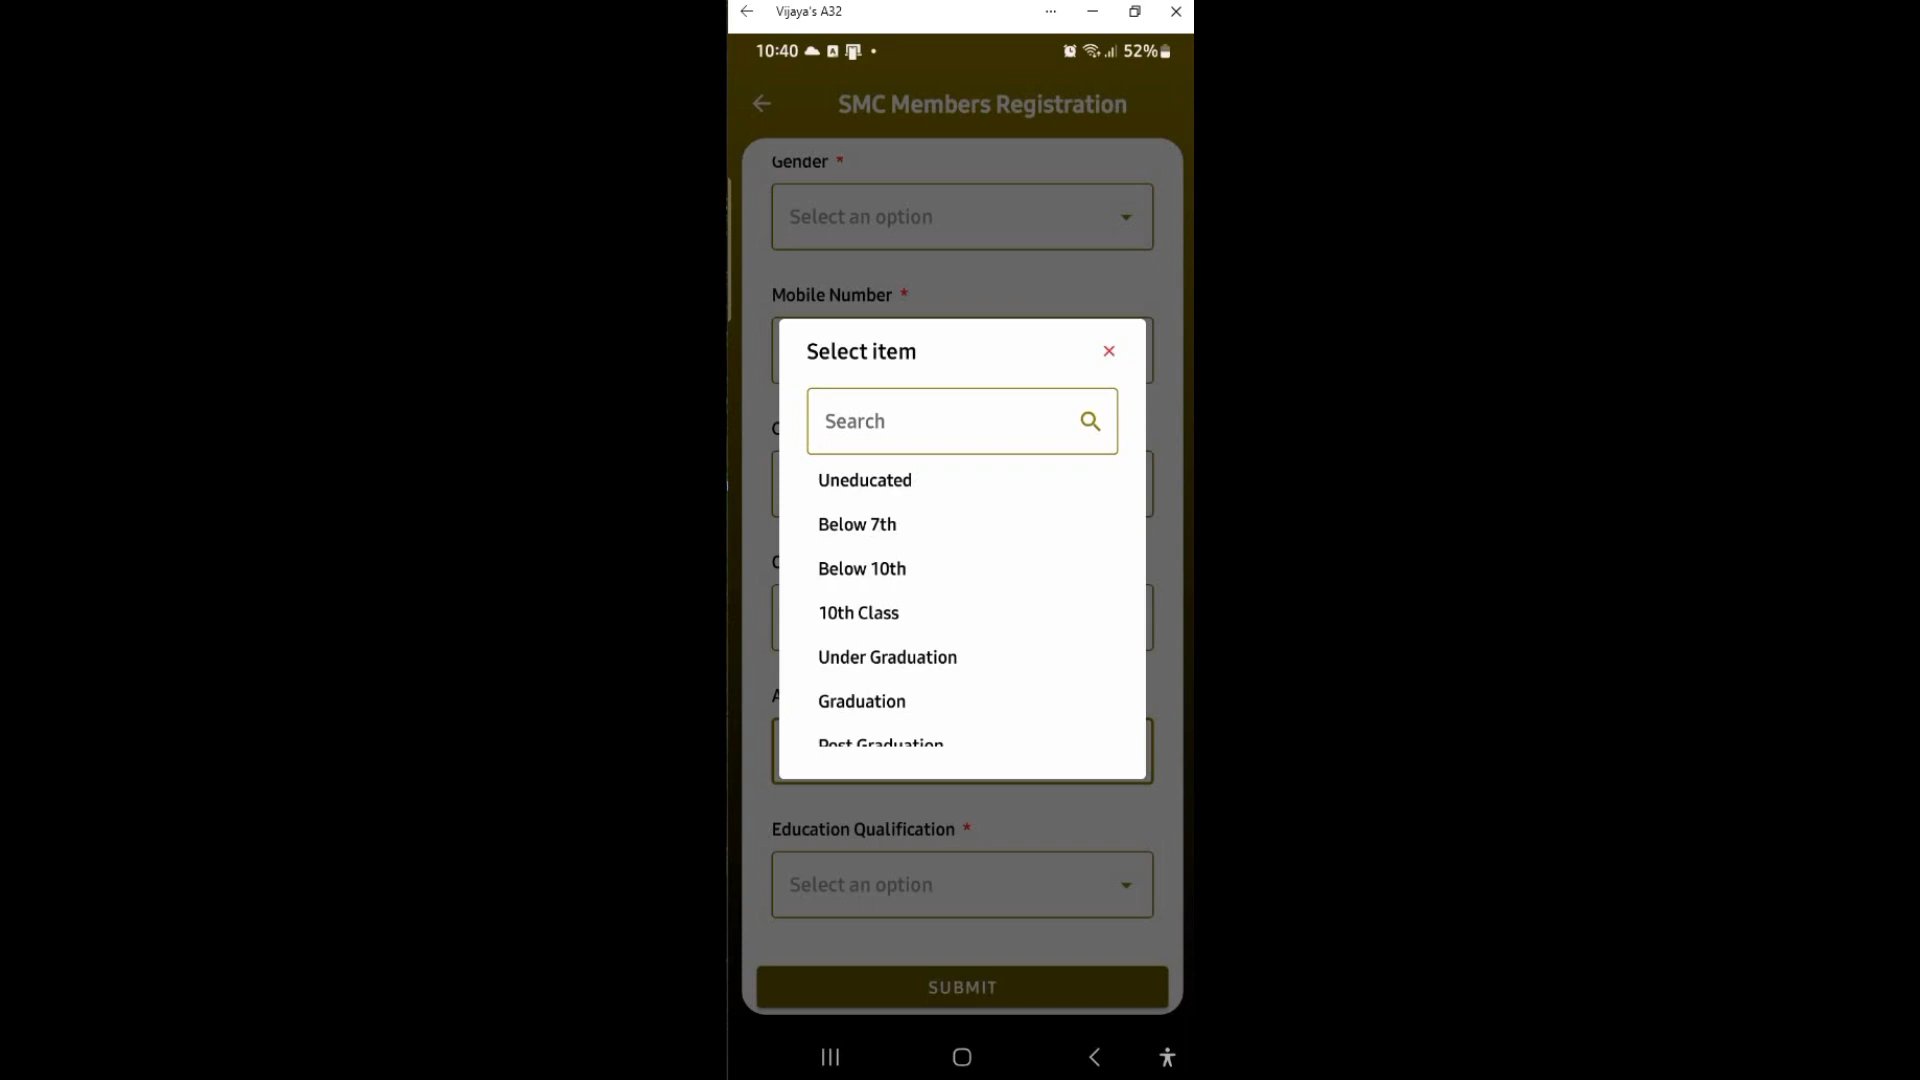 Vijaya's A32
10:40
52%
SMC Members Registration
Gender *
Select an option
Mobile Number *
Select item
Search
Uneducated
Below 7th
Below 10th
10th Class
Under Graduation
Graduation
Post Graduation
Education Qualification *
Select an option
SUBMIT